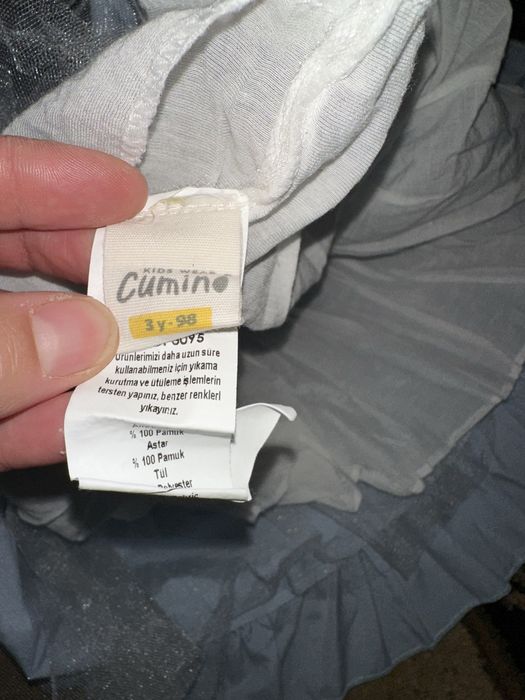 KIDS WEAR
Cumino
3 y - 98
Ürünlerimizi daha uzun süre
kullanabilmeniz için yıkama
kurutma ve ütüleme işlemlerin
tersten yapınız, benzer renkleri
yıkayınız.
% 100 Pamuk
Astar
% 100 Pamuk
Tül
Polyester